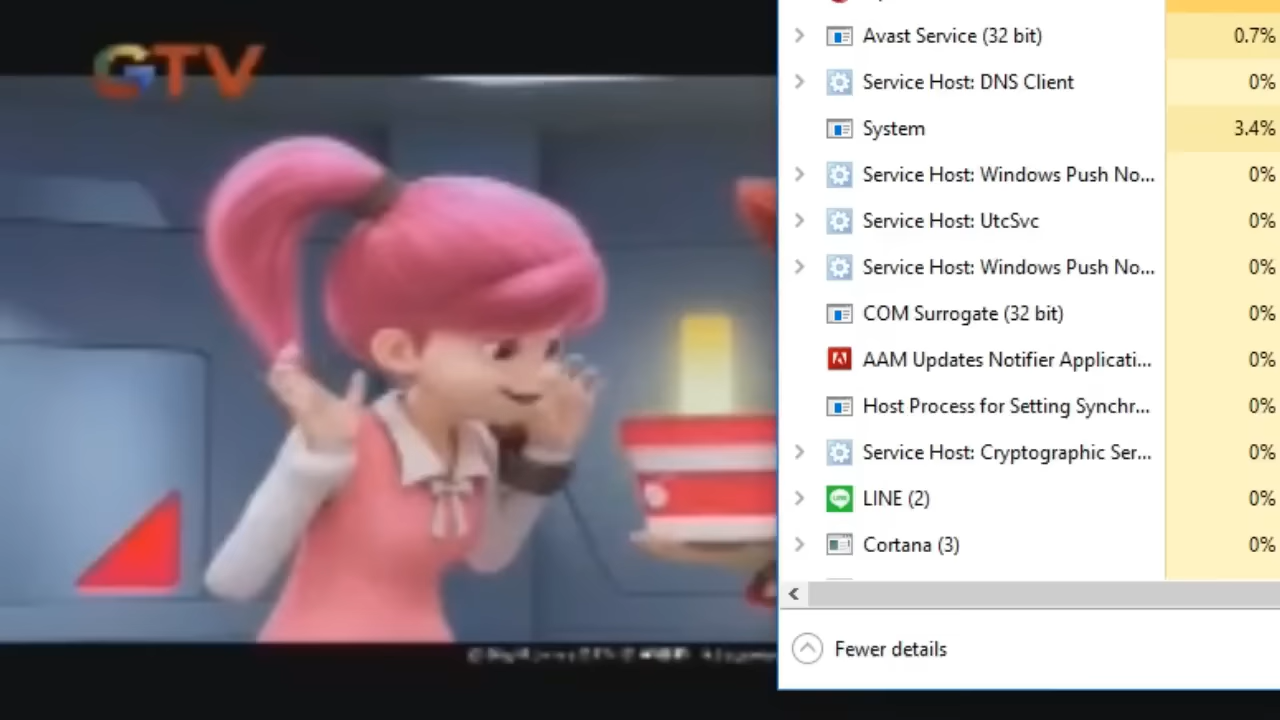 GTV
Avast Service (32 bit) 0.7%
Service Host: DNS Client 0%
System 3.4%
Service Host: Windows Push No... 0%
Service Host: UtcSvc 0%
Service Host: Windows Push No... 0%
COM Surrogate (32 bit) 0%
AAM Updates Notifier Applicati... 0%
Host Process for Setting Synchr... 0%
Service Host: Cryptographic Ser... 0%
LINE (2) 0%
Cortana (3) 0%
Fewer details